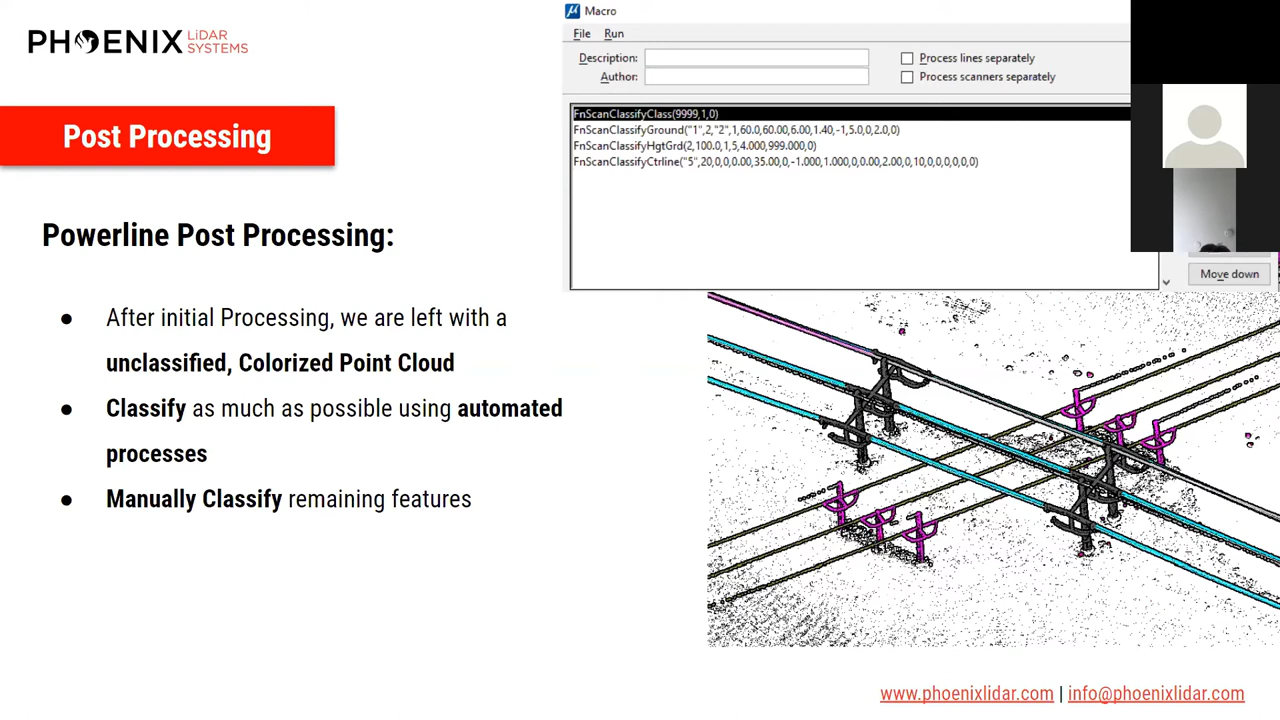 PHOENIX LiDAR SYSTEMS
Post Processing
Powerline Post Processing:
● After initial Processing, we are left with a
unclassified, Colorized Point Cloud
● Classify as much as possible using automated
processes
● Manually Classify remaining features
Macro
File Run
Description:
Process lines separately
Author:
Process scanners separately
FnScanClassifyClass(9999,1,0)
FnScanClassifyGround("1",2,"2",1,60.0,60.00,6.00,1.40,-1,5.0,0,2.0,0)
FnScanClassifyHgtGrd(2,100.0,1,5,4.000,999.000,0)
FnScanClassifyCtrline("5",20,0,0,0.00,35.00,0,-1.000,1.000,0,0.00,2.00,0,10,0,0,0,0,0,0)
Move down
www.phoenixlidar.com | info@phoenixlidar.com